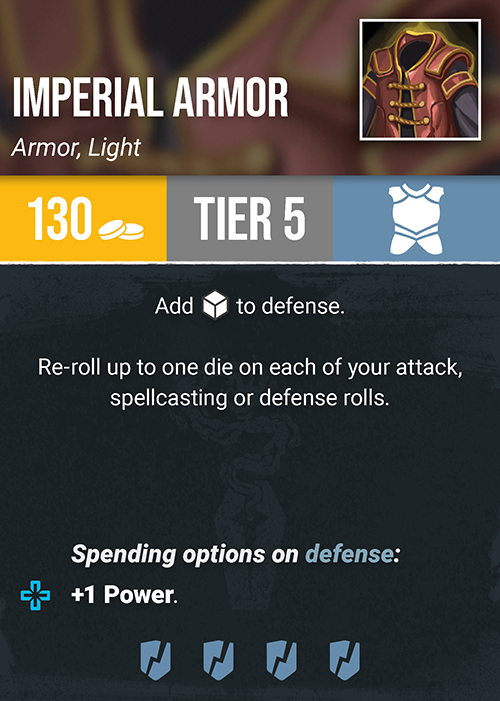 IMPERIAL ARMOR
Armor, Light
130
TIER 5
Add to defense.
Re-roll up to one die on each of your attack,
spellcasting or defense rolls.
Spending options on defense:
+1 Power.